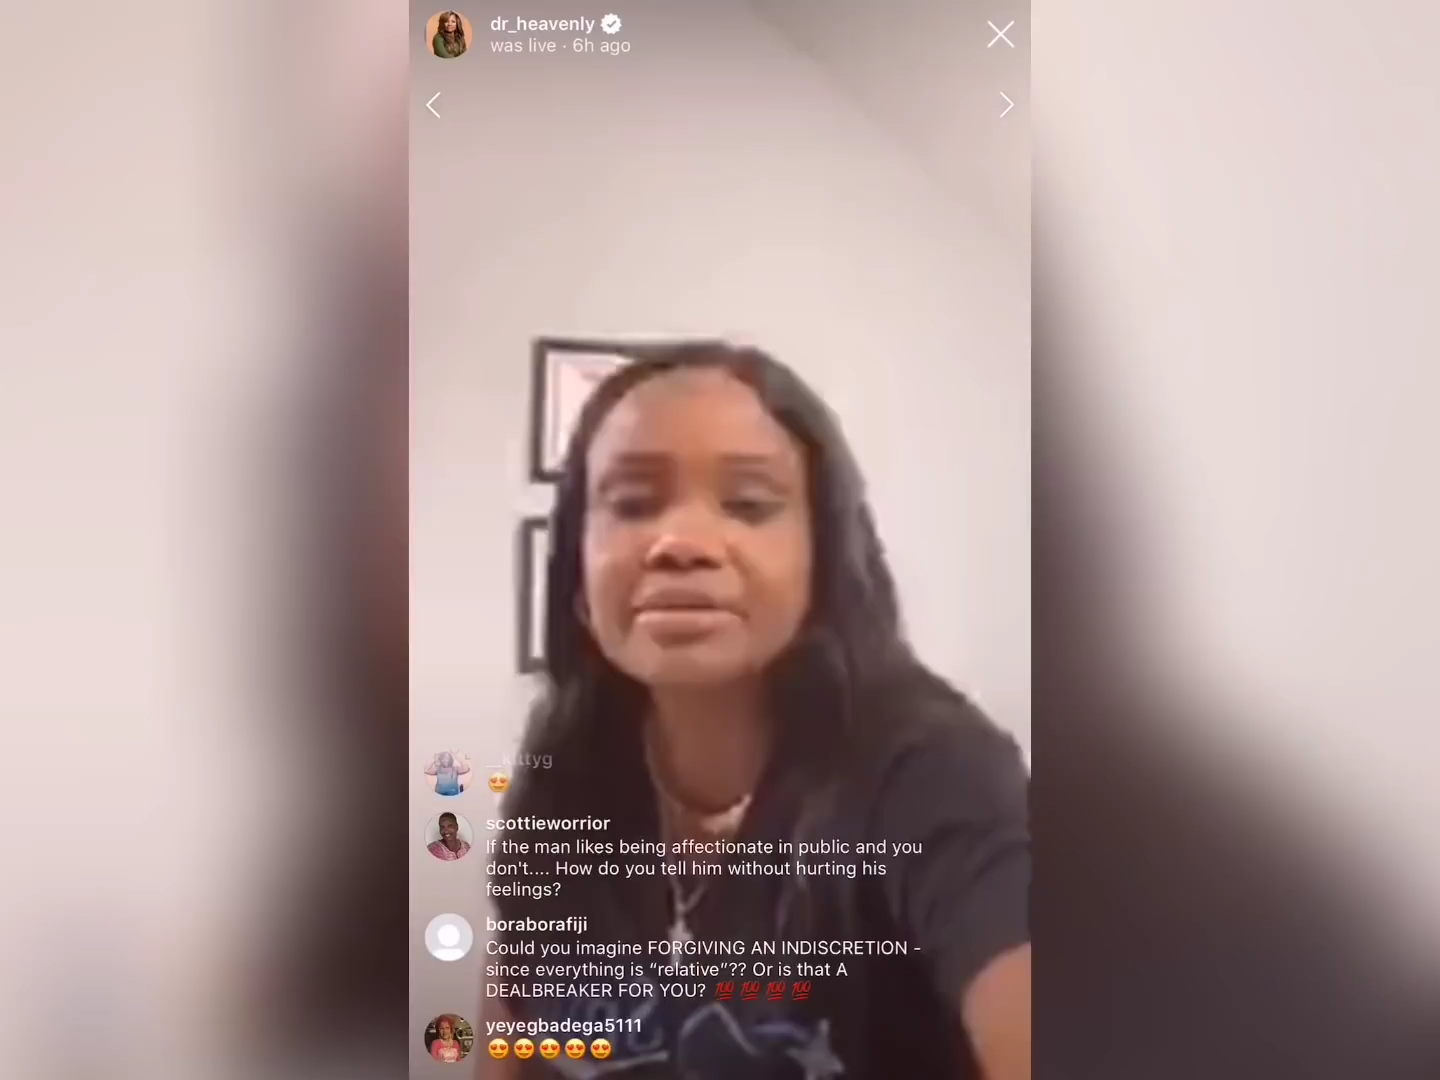 dr_heavenly
was live · 6h ago
__kittyg
😍
scottieworrior
If the man likes being affectionate in public and you
don't.... How do you tell him without hurting his
feelings?
boraborafiji
Could you imagine FORGIVING AN INDISCRETION -
since everything is “relative”?? Or is that A
DEALBREAKER FOR YOU? 💯 💯 💯 💯
yeyegbadega5111
😍😍😍😍😍